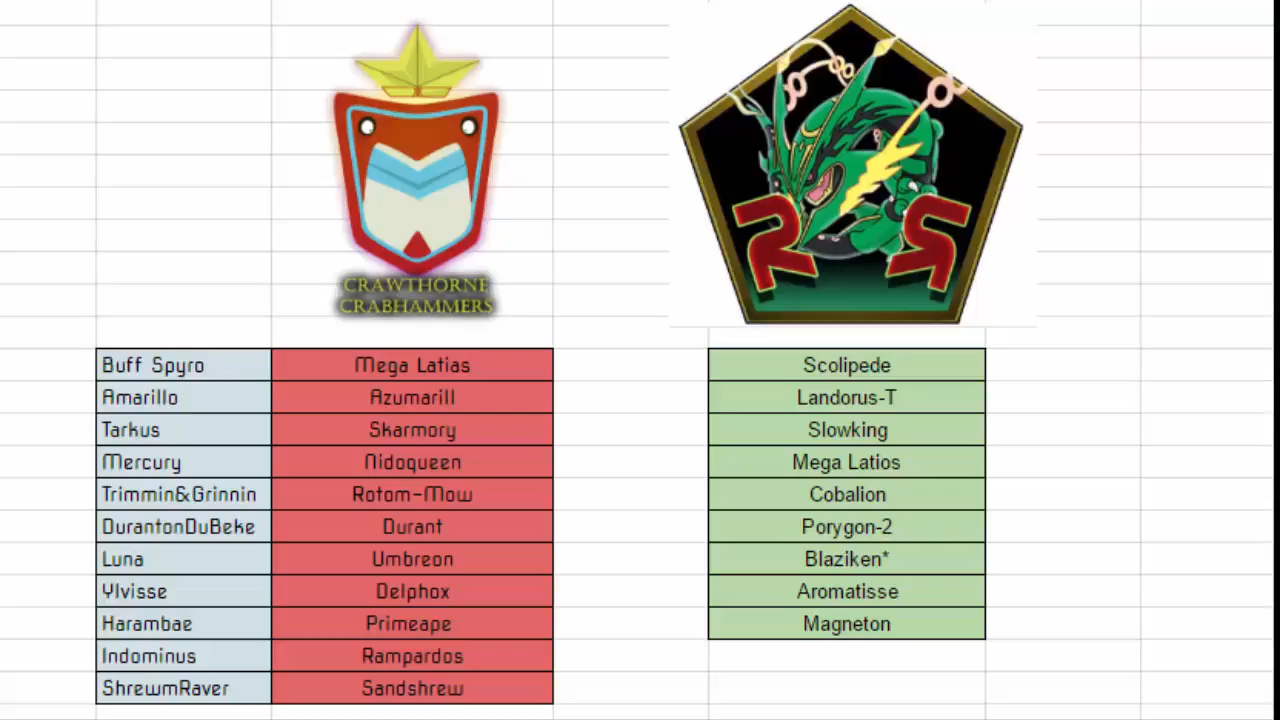 CRAWTHORNE
CRABHAMMERS
R S
Buff Spyro Mega Latias Scolipede
Amarillo Azumarill Landorus-T
Tarkus Skarmory Slowking
Mercury Nidoqueen Mega Latios
Trimmin&Grinnin Rotom-Mow Cobalion
DurantonDuBeke Durant Porygon-2
Luna Umbreon Blaziken*
Ylvisse Delphox Aromatisse
Harambae Primeape Magneton
Indominus Rampardos
ShrewmRaver Sandshrew